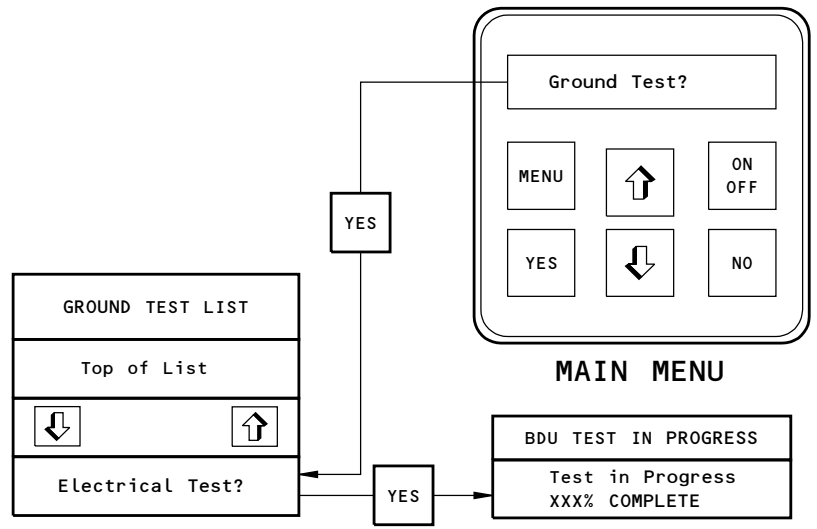 Ground Test?
MENU
ON
OFF
YES
NO
MAIN MENU
YES
GROUND TEST LIST
Top of List
Electrical Test?
YES
BDU TEST IN PROGRESS
Test in Progress
XXX% COMPLETE